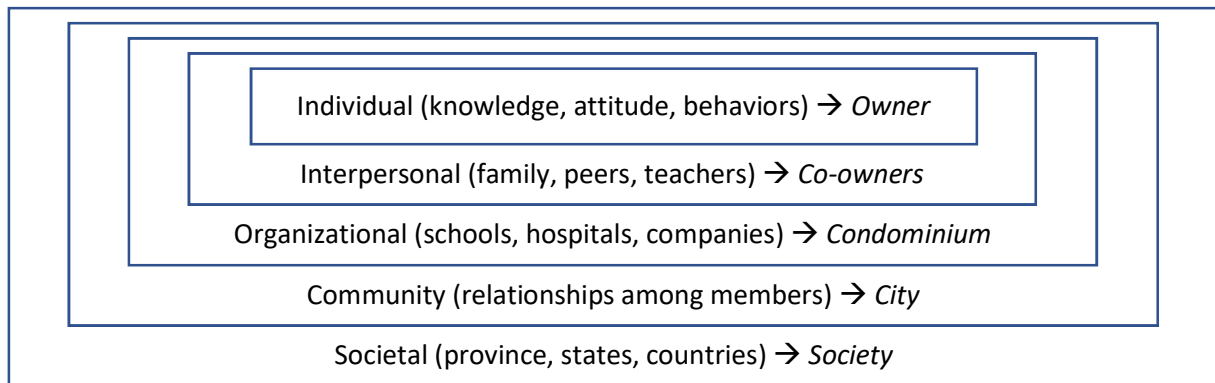 Individual (knowledge, attitude, behaviors) → Owner
Interpersonal (family, peers, teachers) → Co-owners
Organizational (schools, hospitals, companies) → Condominium
Community (relationships among members) → City
Societal (province, states, countries) → Society